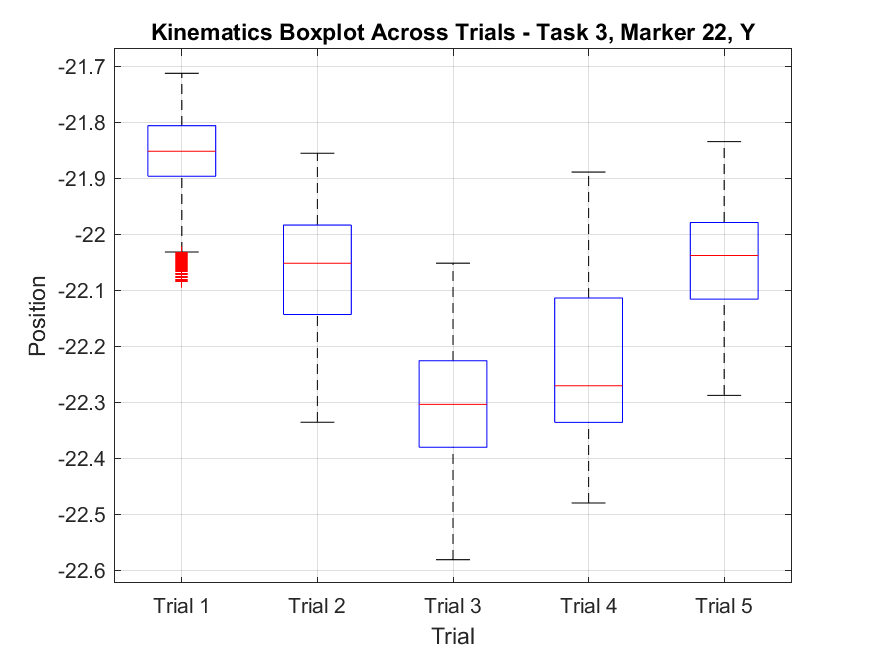 Kinematics Boxplot Across Trials - Task 3, Marker 22, Y
-21.7
-21.8
-21.9
-22
-22.1
-22.2
-22.3
-22.4
-22.5
-22.6
Position
Trial 1 Trial 2 Trial 3 Trial 4 Trial 5
Trial